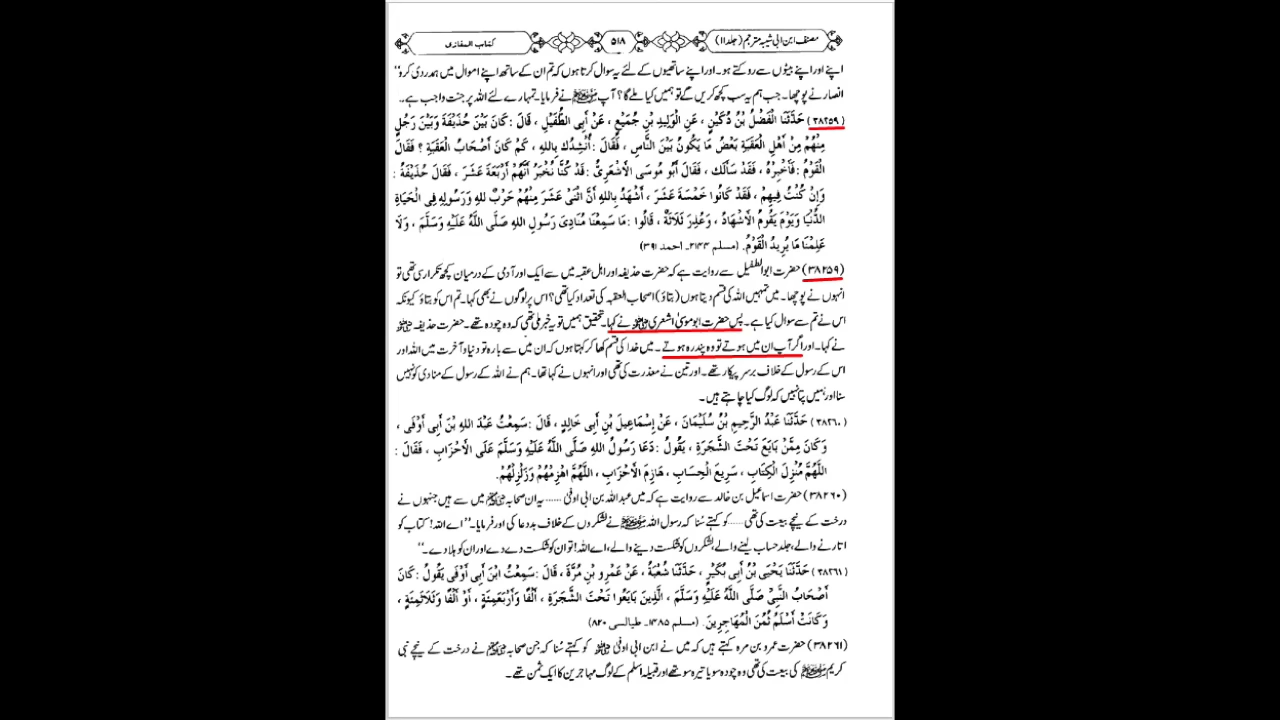 مصنف ابن ابی شیبہ مترجم (جلد ۱۱) ۵۱۸ کتاب المغازی
اپنے اور اپنے بیٹوں سے روکتے ہو۔ اور اپنے ساتھیوں کے لئے یہ سوال کرتا ہوں کہ تم ان کے ساتھ اپنے اموال میں ہمدردی کرو‘‘
انصار نے پوچھا۔ جب ہم یہ سب کچھ کریں گے تو ہمیں کیا ملے گا؟ آپ ﷺ نے فرمایا۔ تمہارے لئے اللہ پر جنت واجب ہے۔
(۳۸۲۵۹) حَدَّثَنَا الْفَضْلُ بْنُ دُكَيْنٍ ، عَنِ الْوَلِيدِ بْنِ جُمَيْعٍ ، عَنْ أَبِي الطُّفَيْلِ ، قَالَ : كَانَ بَيْنَ حُذَيْفَةَ وَبَيْنَ رَجُلٍ
مِنْهُمْ مِنْ أَهْلِ الْعَقَبَةِ بَعْضُ مَا يَكُونُ بَيْنَ النَّاسِ ، فَقَالَ : أَنْشِدُكَ بِاللهِ ، كَمْ كَانَ أَصْحَابُ الْعَقَبَةِ ؟ فَقَالَ
الْقَوْمُ : فَأَخْبِرْهُ ، فَقَدْ سَأَلَكَ ، فَقَالَ أَبُو مُوسَى الأَشْعَرِيُّ : قَدْ كُنَّا نُخْبَرُ أَنَّهُمْ أَرْبَعَةَ عَشَرَ ، فَقَالَ حُذَيْفَةُ :
وَإِنْ كُنْتَ فِيهِمْ ، فَقَدْ كَانُوا خَمْسَةَ عَشَرَ ، أَشْهَدُ بِاللهِ أَنَّ اثْنَيْ عَشَرَ مِنْهُمْ حَرْبٌ للهِ وَرَسُولِهِ فِي الْحَيَاةِ
الدُّنْيَا وَيَوْمَ يَقُومُ الأَشْهَادُ ، وَعُذِرَ ثَلَاثَةٌ ، قَالُوا : مَا سَمِعْنَا مُنَادِيَ رَسُولِ اللهِ صَلَّى اللَّهُ عَلَيْهِ وَسَلَّمَ ، وَلَا
عَلِمْنَا مَا يُرِيدُ الْقَوْمُ. (مسلم ۲۱۴۴۔ احمد ۳۹۱)
(۳۸۲۵۹) حضرت ابوالطفیل سے روایت ہے کہ حضرت حذیفہ اور اہل عقبہ میں سے ایک اور آدمی کے درمیان کچھ تکرار سی تھی تو
انہوں نے پوچھا۔ میں تمہیں اللہ کی قسم دیتا ہوں (بتاؤ) اصحاب العقبہ کی تعداد کیا تھی؟ اس پر لوگوں نے بھی کہا۔ تم اس کو بتاؤ کیونکہ
اس نے تم سے سوال کیا ہے۔ پس حضرت ابو موسیٰ اشعری رضی اللہ عنہ نے کہا۔ تحقیق ہمیں تو یہ خبر ملی تھی کہ وہ چودہ تھے۔ حضرت حذیفہ رضی اللہ عنہ
نے کہا۔ اور اگر آپ ان میں ہوتے تو وہ پندرہ ہوتے۔ میں خدا کی قسم کھا کر کہتا ہوں کہ ان میں سے بارہ تو دنیا و آخرت میں اللہ اور
اس کے رسول کے خلاف برسر پیکار تھے۔ اور تین نے معذرت کی تھی اور انہوں نے کہا تھا۔ ہم نے اللہ کے رسول کے منادی کو نہیں
سنا اور ہمیں پتا نہیں کہ لوگ کیا چاہتے ہیں۔
(۳۸۲۶۰) حَدَّثَنَا عَبْدُ الرَّحِيمِ بْنُ سُلَيْمَانَ ، عَنْ إِسْمَاعِيلَ بْنِ أَبِي خَالِدٍ ، قَالَ : سَمِعْتُ عَبْدَ اللهِ بْنَ أَبِي أَوْفَى ،
وَكَانَ مِمَّنْ بَايَعَ تَحْتَ الشَّجَرَةِ ، يَقُولُ : دَعَا رَسُولُ اللهِ صَلَّى اللَّهُ عَلَيْهِ وَسَلَّمَ عَلَى الأَحْزَابِ ، فَقَالَ :
اللَّهُمَّ مُنْزِلَ الْكِتَابِ ، سَرِيعَ الْحِسَابِ ، هَازِمَ الأَحْزَابِ ، اللَّهُمَّ اهْزِمْهُمْ وَزَلْزِلْهُمْ.
(۳۸۲۶۰) حضرت اسماعیل بن خالد سے روایت ہے کہ میں عبداللہ بن ابی اوفیٰ ...... یہ ان صحابہ رضی اللہ عنہم میں سے ہیں جنہوں نے
درخت کے نیچے بیعت کی تھی...... کو کہتے سُنا کہ رسول اللہ ﷺ نے لشکروں کے خلاف بددعا کی اور فرمایا۔ ’’اے اللہ! کتاب کو
اتارنے والے، جلد حساب لینے والے، لشکروں کو شکست دینے والے، اے اللہ! تو ان کو شکست دے دے اور ان کو ہلا دے۔‘‘
(۳۸۲۶۱) حَدَّثَنَا يَحْيَى بْنُ أَبِي بُكَيْرٍ ، حَدَّثَنَا شُعْبَةُ ، عَنْ عَمْرِو بْنِ مُرَّةَ ، قَالَ : سَمِعْتُ ابْنَ أَبِي أَوْفَى يَقُولُ : كَانَ
أَصْحَابُ النَّبِيِّ صَلَّى اللَّهُ عَلَيْهِ وَسَلَّمَ ، الَّذِينَ بَايَعُوا تَحْتَ الشَّجَرَةِ ، أَلْفًا وَأَرْبَعَمِئَةٍ ، أَوْ أَلْفًا وَثَلَاثَمِئَةٍ ،
وَكَانَتْ أَسْلَمُ ثُمُنَ الْمُهَاجِرِينَ. (مسلم ۱۴۸۵۔ طیالسی ۸۲۰)
(۳۸۲۶۱) حضرت عمرو بن مرہ کہتے ہیں کہ میں نے ابن ابی اوفیٰ رضی اللہ عنہ کو کہتے سُنا کہ جن صحابہ رضی اللہ عنہم نے درخت کے نیچے نبی
کریم ﷺ کی بیعت کی تھی وہ چودہ سو یا تیرہ سو تھے اور قبیلہ اسلم کے لوگ مہاجرین کا ایک ثمن تھے۔